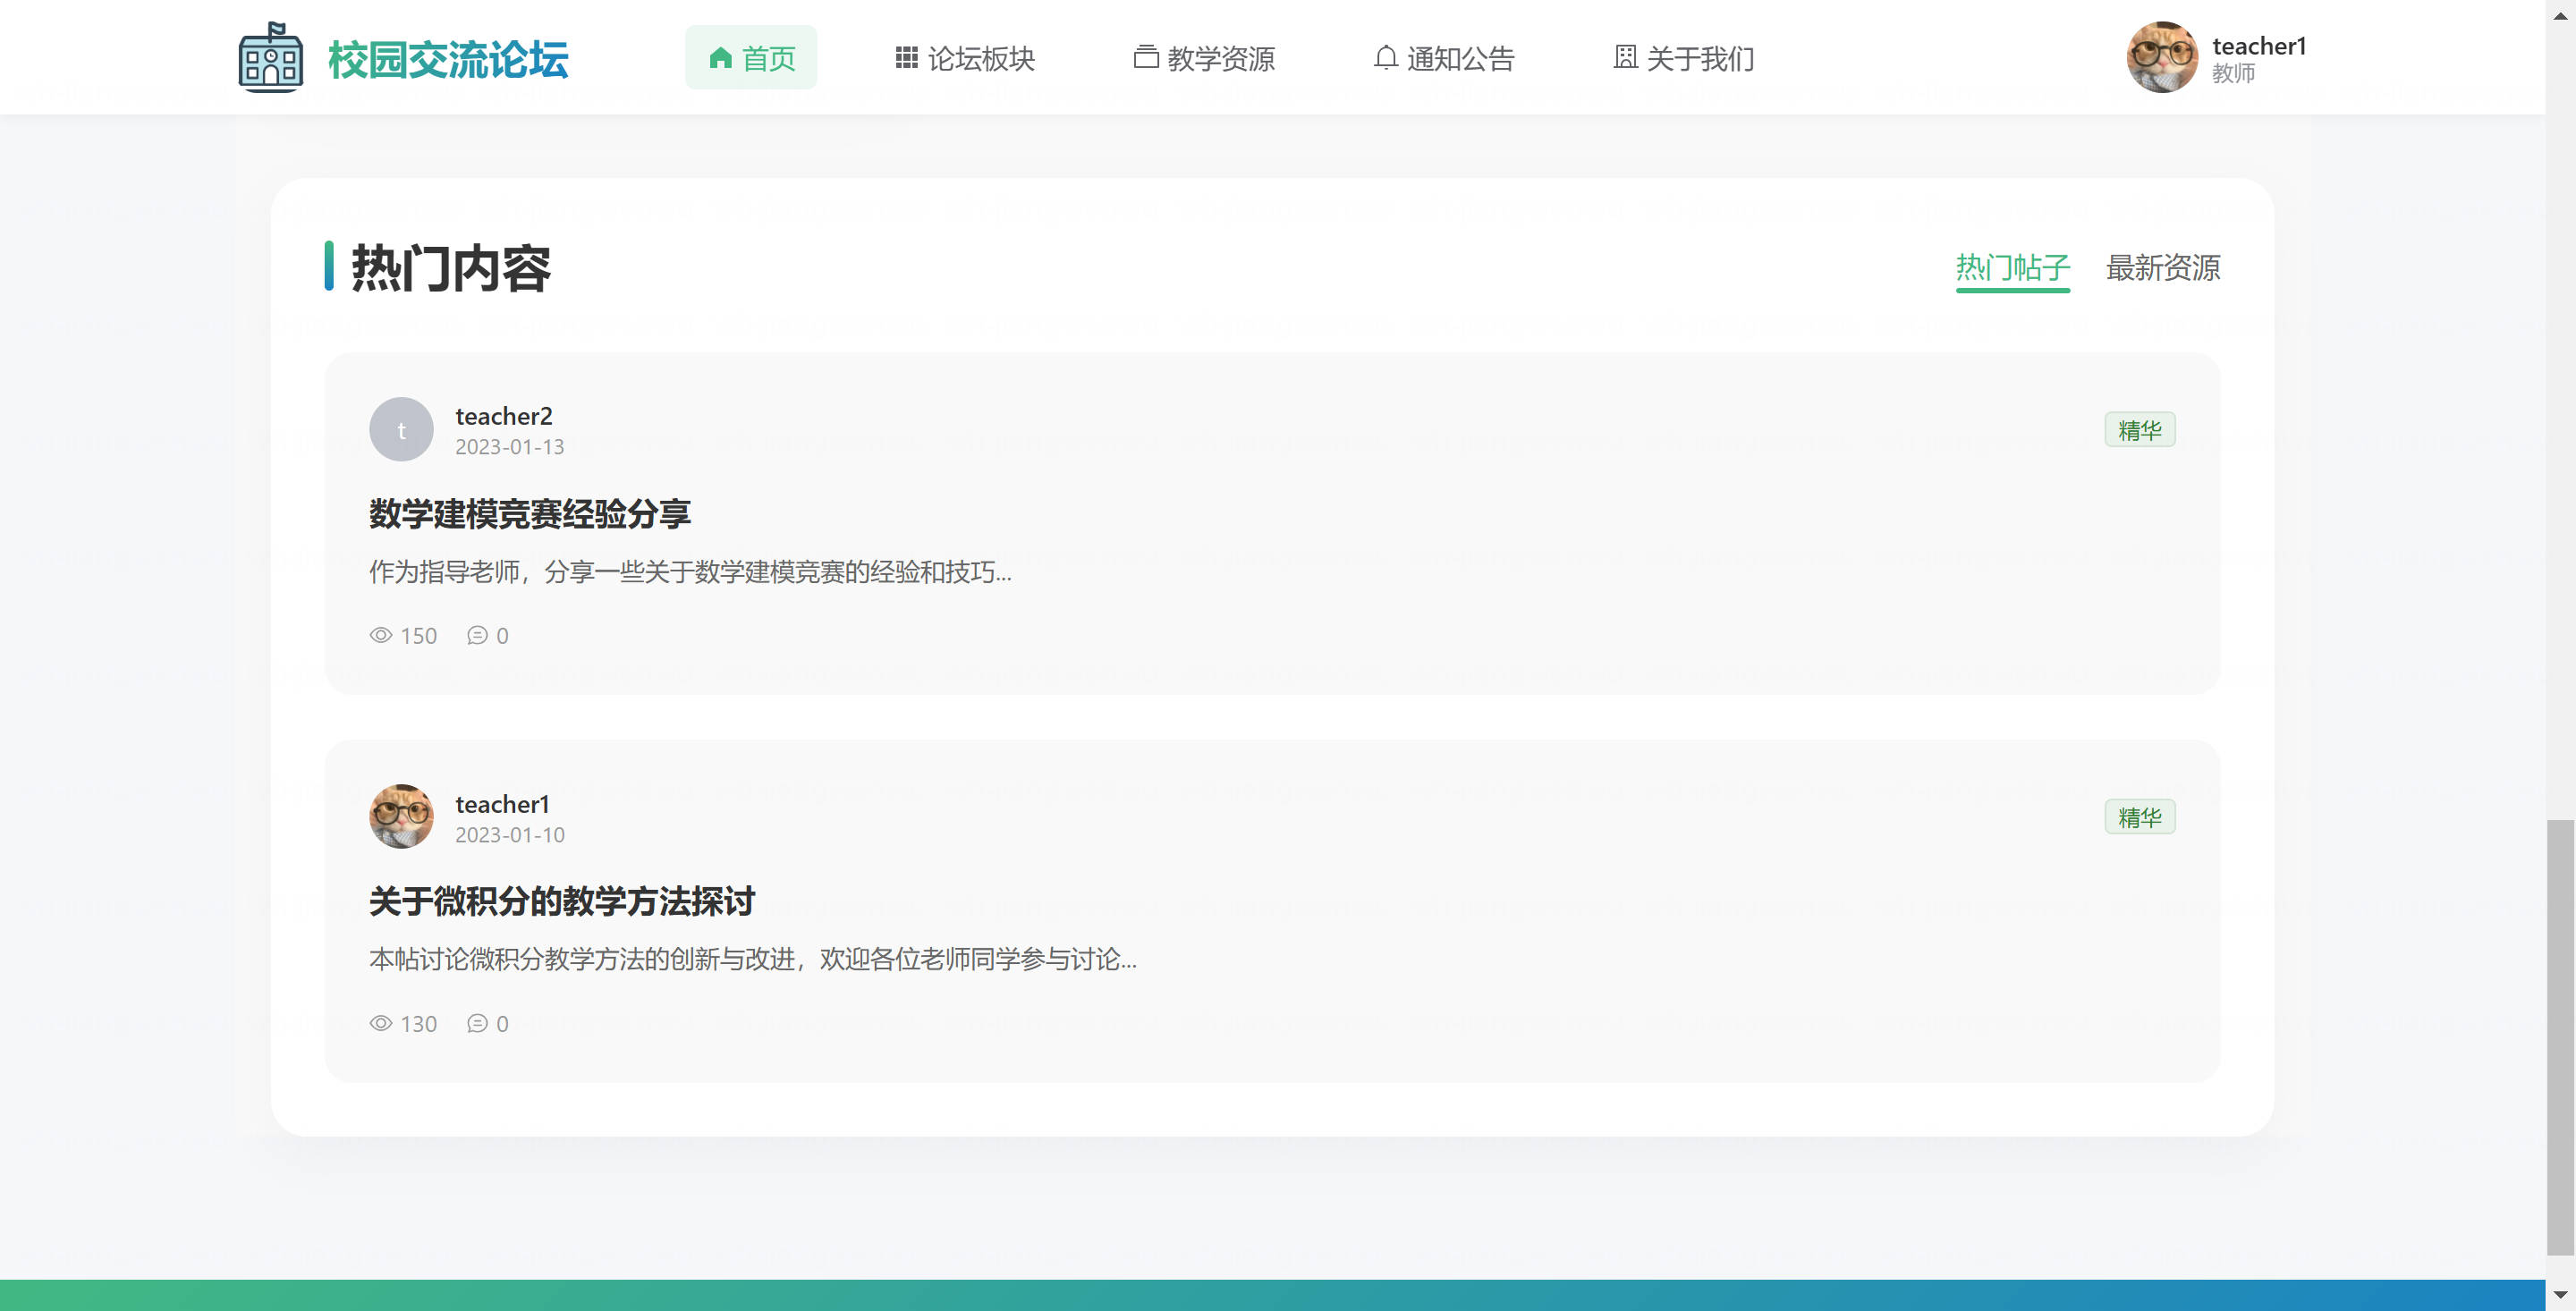 校园交流论坛
首页
论坛板块
教学资源
通知公告
关于我们
teacher1
教师
热门内容
热门帖子
最新资源
t
teacher2
2023-01-13
精华
数学建模竞赛经验分享
作为指导老师，分享一些关于数学建模竞赛的经验和技巧...
150
0
teacher1
2023-01-10
精华
关于微积分的教学方法探讨
本帖讨论微积分教学方法的创新与改进，欢迎各位老师同学参与讨论...
130
0